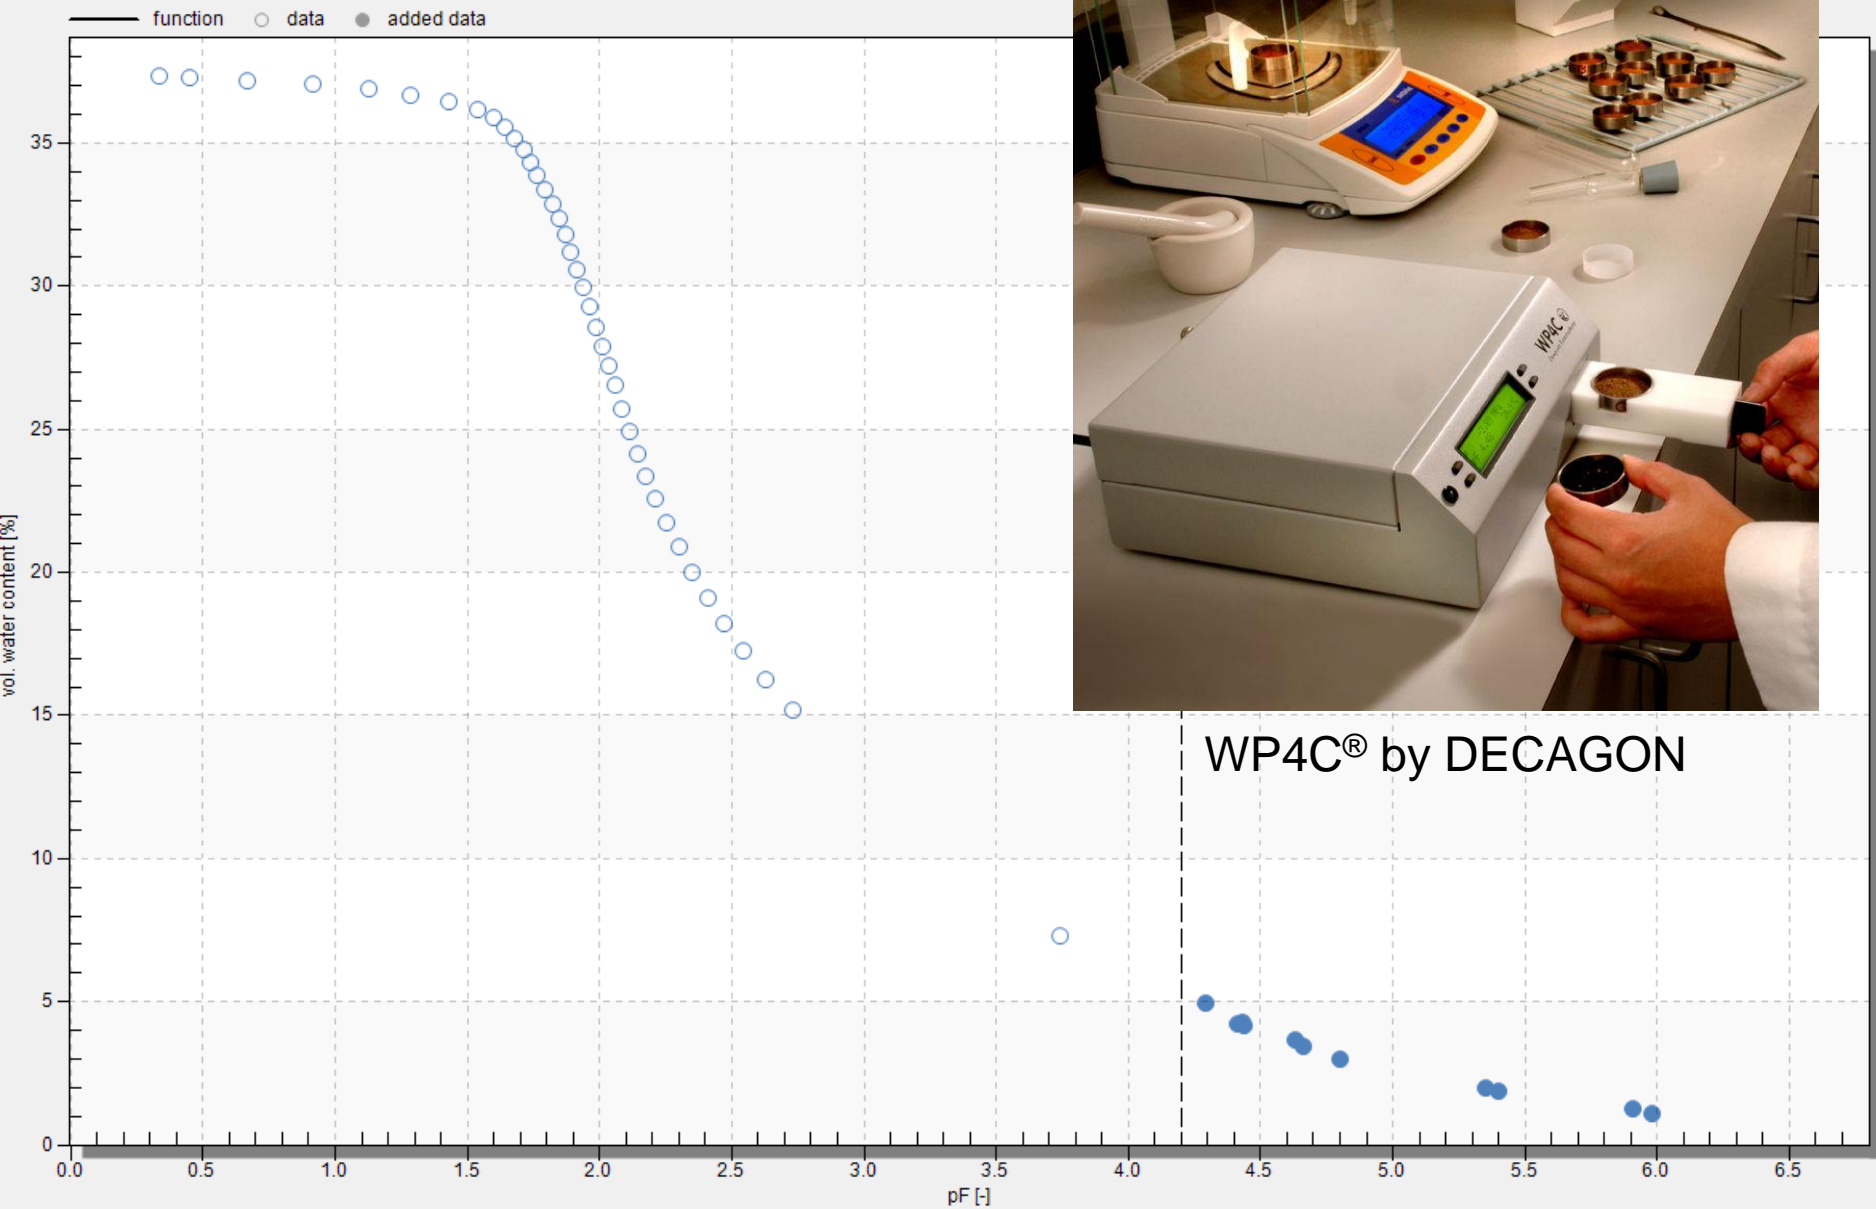 function data added data
35
30
25
20
15
10
5
0
vol. water content [%]
0.0 0.5 1.0 1.5 2.0 2.5 3.0 3.5 4.0 4.5 5.0 5.5 6.0 6.5
pF [-]
WP4C
WP4C® by DECAGON